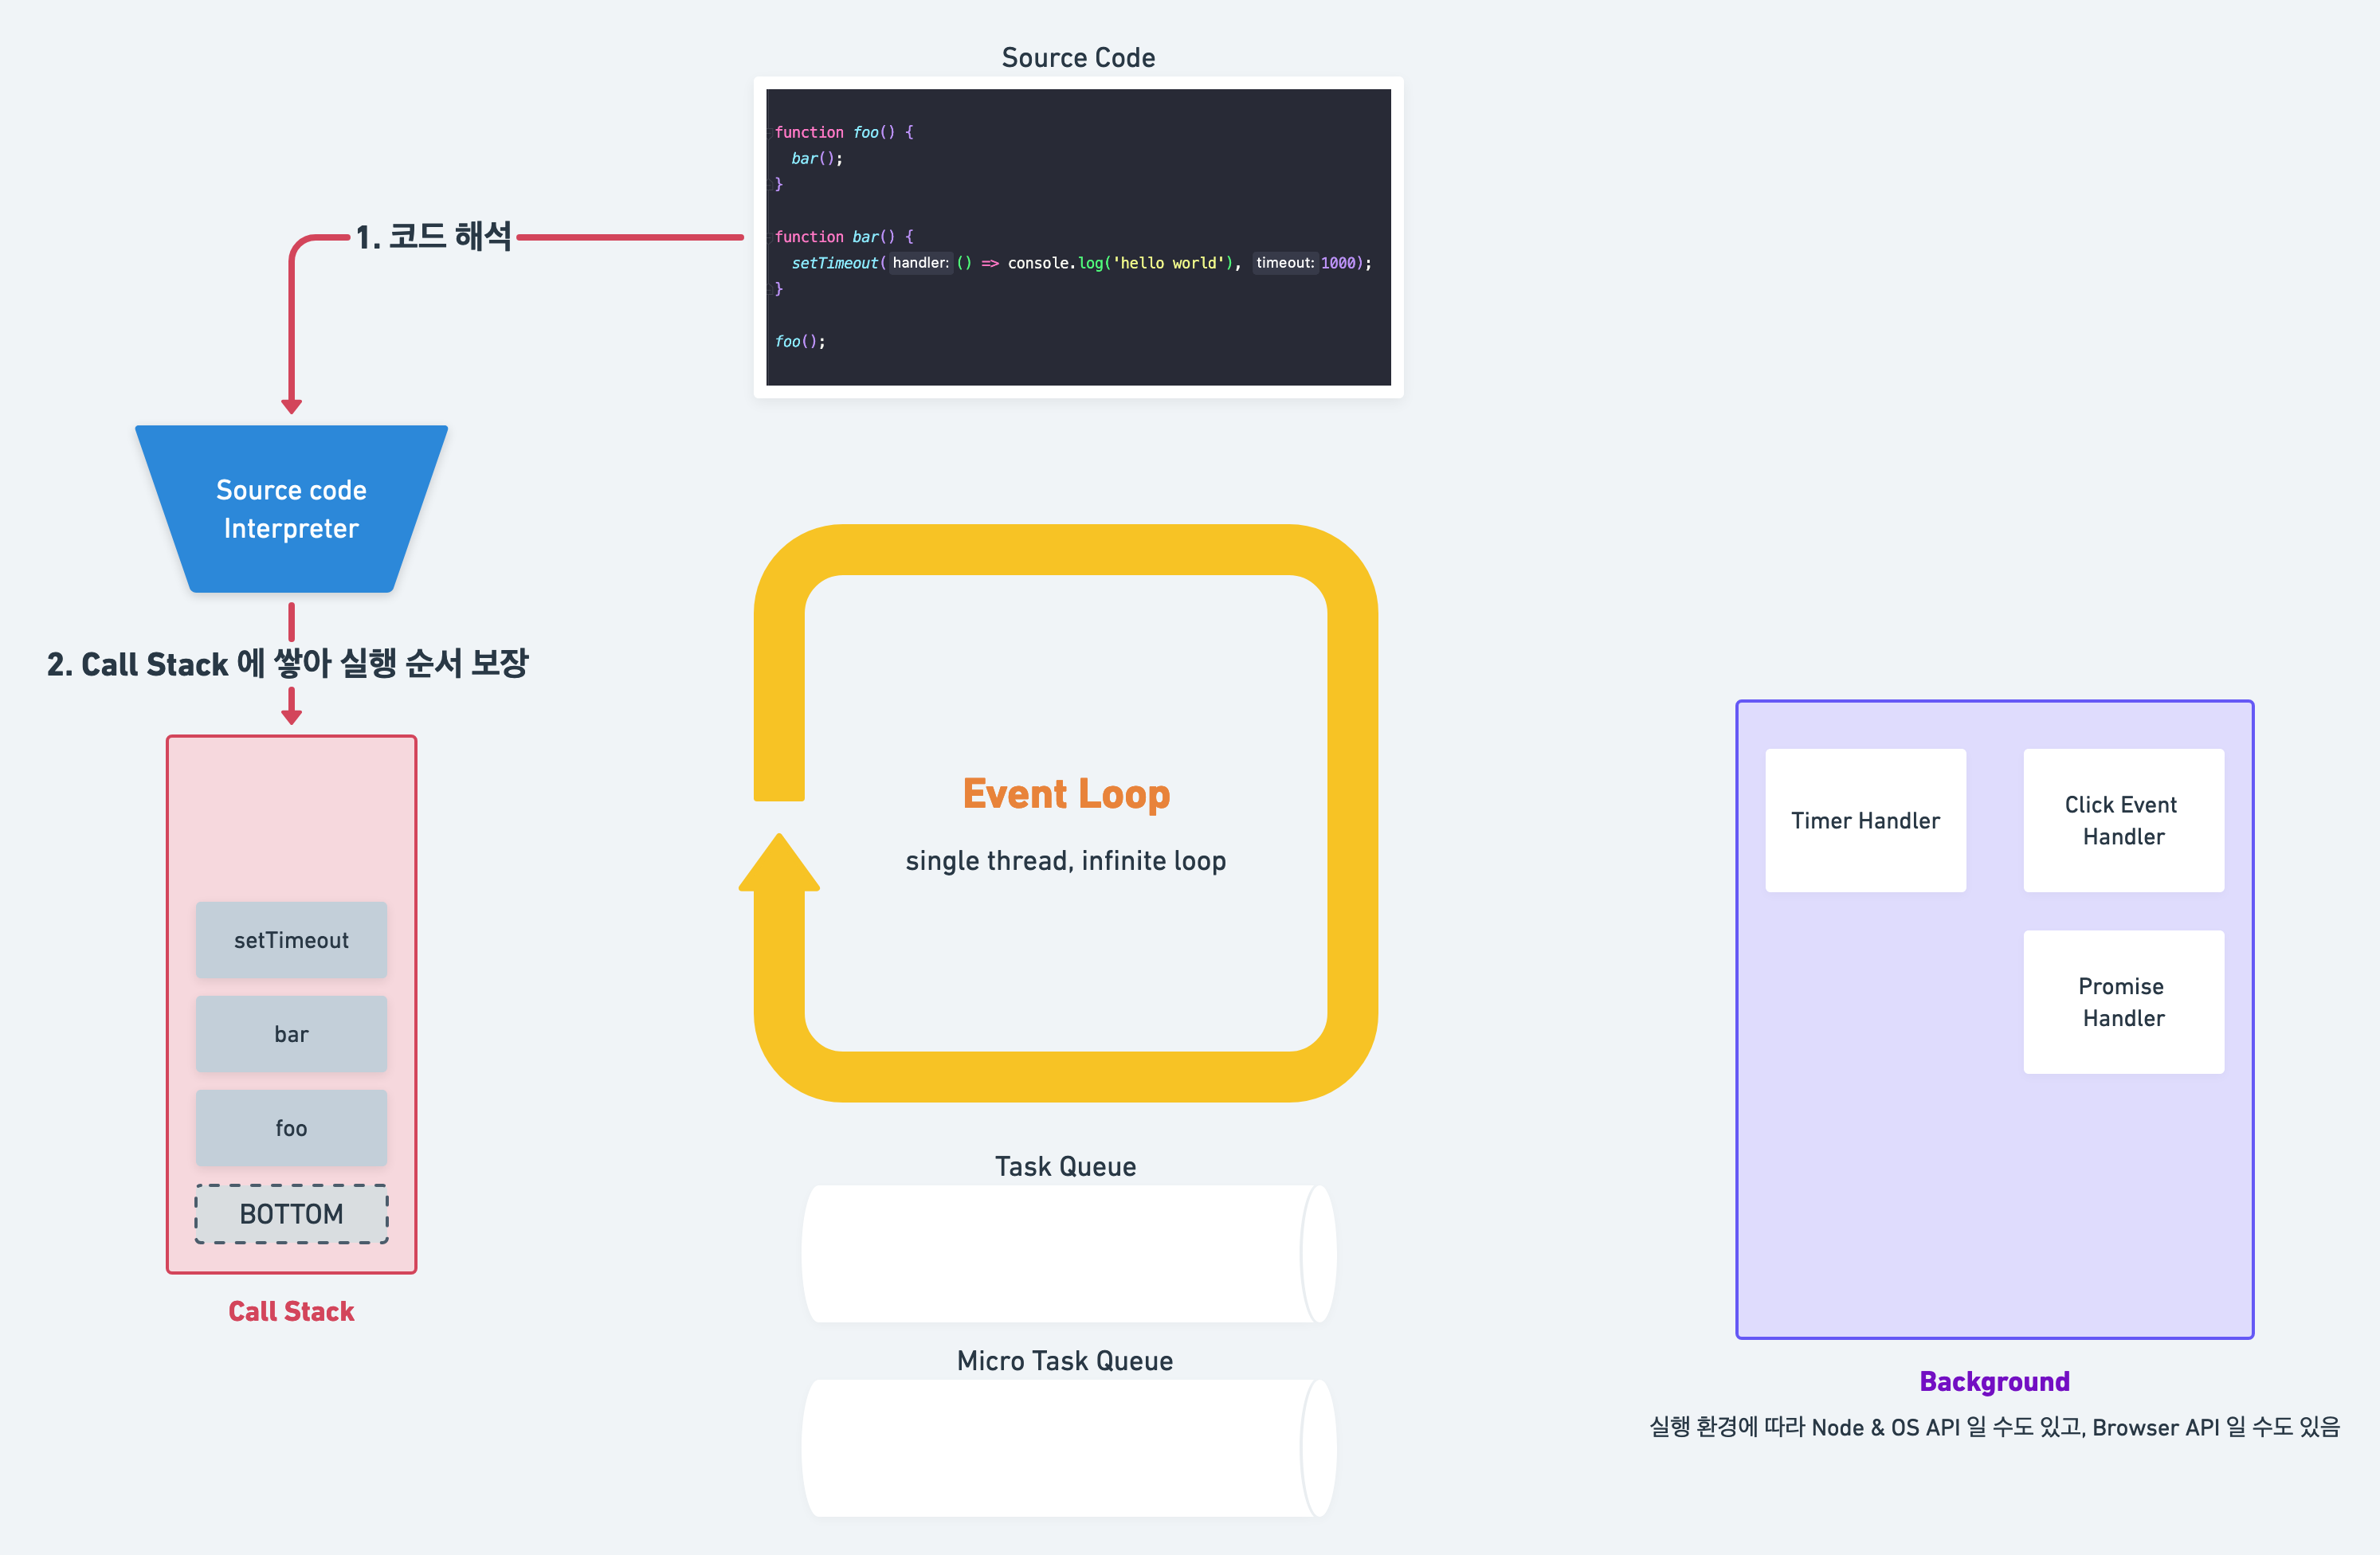 Source Code
function foo() {
bar();
}
function bar() {
setTimeout( handler: () => console.log('hello world'), timeout: 1000);
}
foo();
1. 코드 해석
Source code
Interpreter
2. Call Stack 에 쌓아 실행 순서 보장
setTimeout
bar
foo
BOTTOM
Call Stack
Event Loop
single thread, infinite loop
Task Queue
Micro Task Queue
Timer Handler
Click Event
Handler
Promise
Handler
Background
실행 환경에 따라 Node & OS API 일 수도 있고, Browser API 일 수도 있음